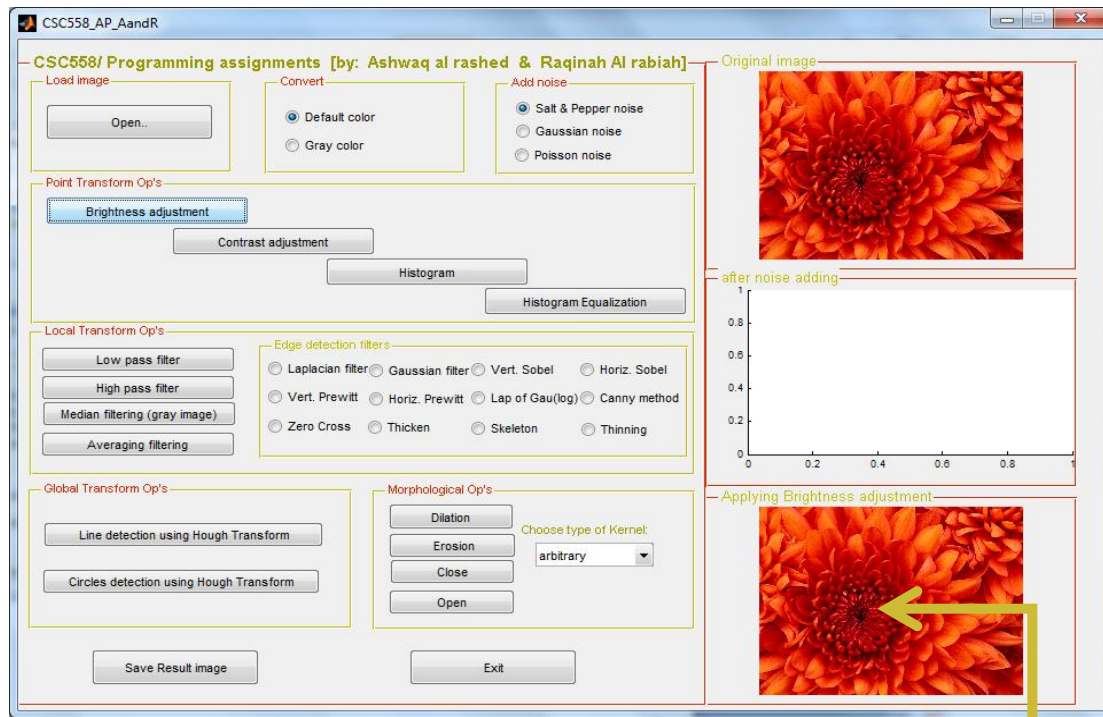 CSC558_AP_AandR
CSC558/ Programming assignments [by: Ashwaq al rashed & Raqinah Al rabiah]
Load image
Open..
Convert
Default color
Gray color
Add noise
Salt & Pepper noise
Gaussian noise
Poisson noise
Point Transform Op's
Brightness adjustment
Contrast adjustment
Histogram
Histogram Equalization
Local Transform Op's
Low pass filter
High pass filter
Median filtering (gray image)
Averaging filtering
Edge detection filters
Laplacian filter Gaussian filter Vert. Sobel Horiz. Sobel
Vert. Prewitt Horiz. Prewitt Lap of Gau(log) Canny method
Zero Cross Thicken Skeleton Thinning
Global Transform Op's
Line detection using Hough Transform
Circles detection using Hough Transform
Morphological Op's
Dilation
Erosion
Close
Open
Choose type of Kernel:
arbitrary
Save Result image
Exit
Original image
after noise adding
1
0.8
0.6
0.4
0.2
0
0 0.2 0.4 0.6 0.8 1
Applying Brightness adjustment